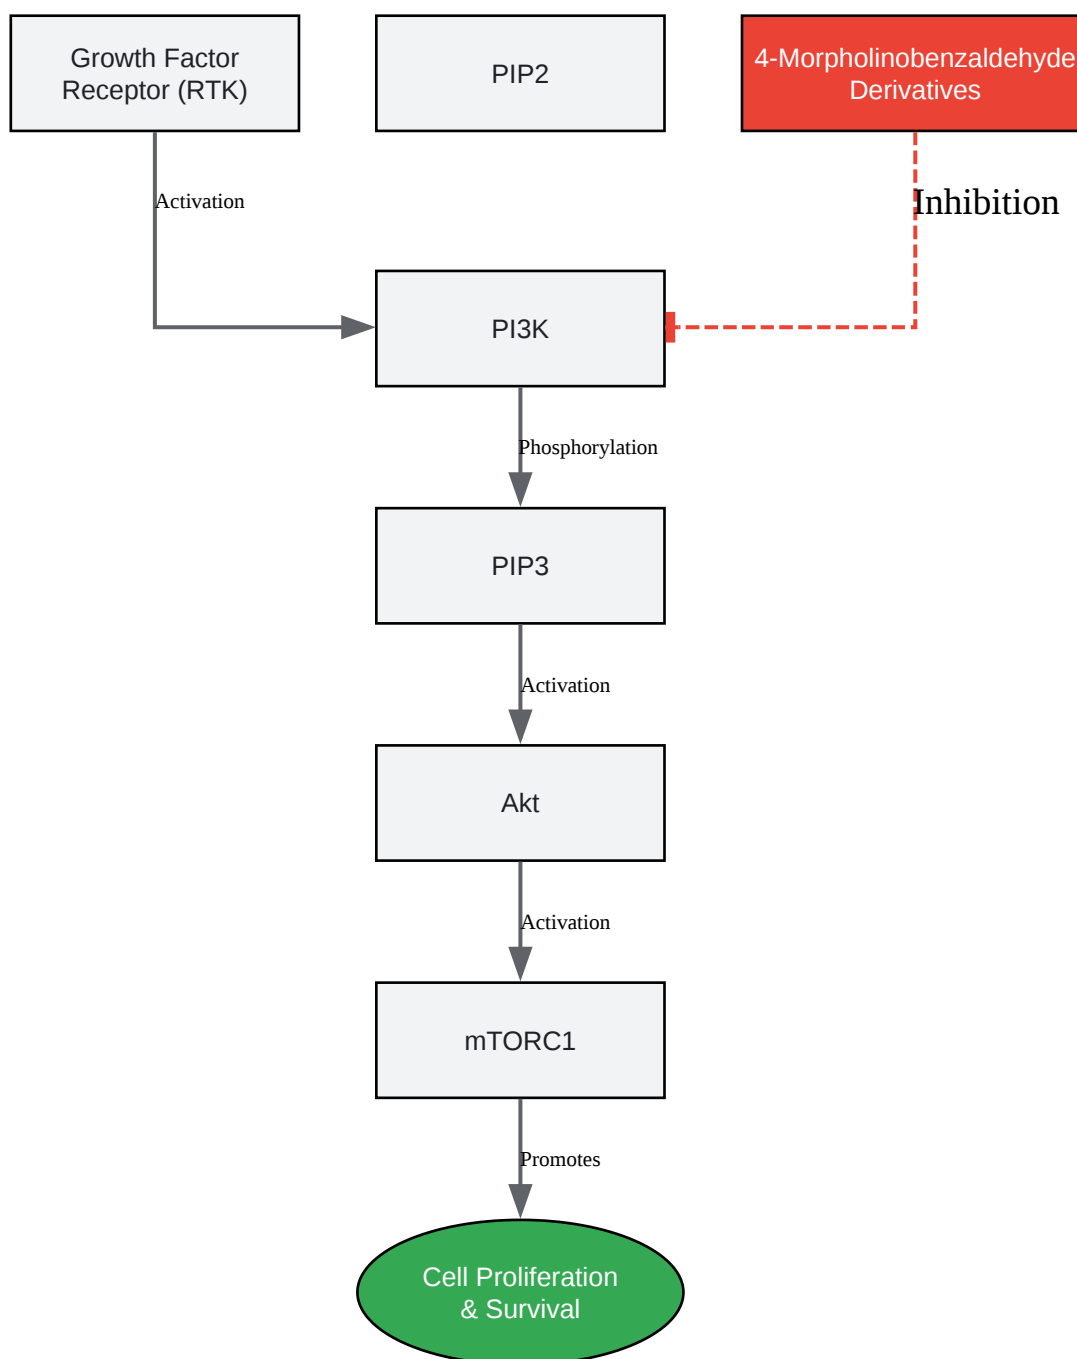 Growth Factor
Receptor (RTK)
PIP2
4-Morpholinobenzaldehyde
Derivatives
Activation
Inhibition
PI3K
Phosphorylation
PIP3
Activation
Akt
Activation
mTORC1
Promotes
Cell Proliferation
& Survival